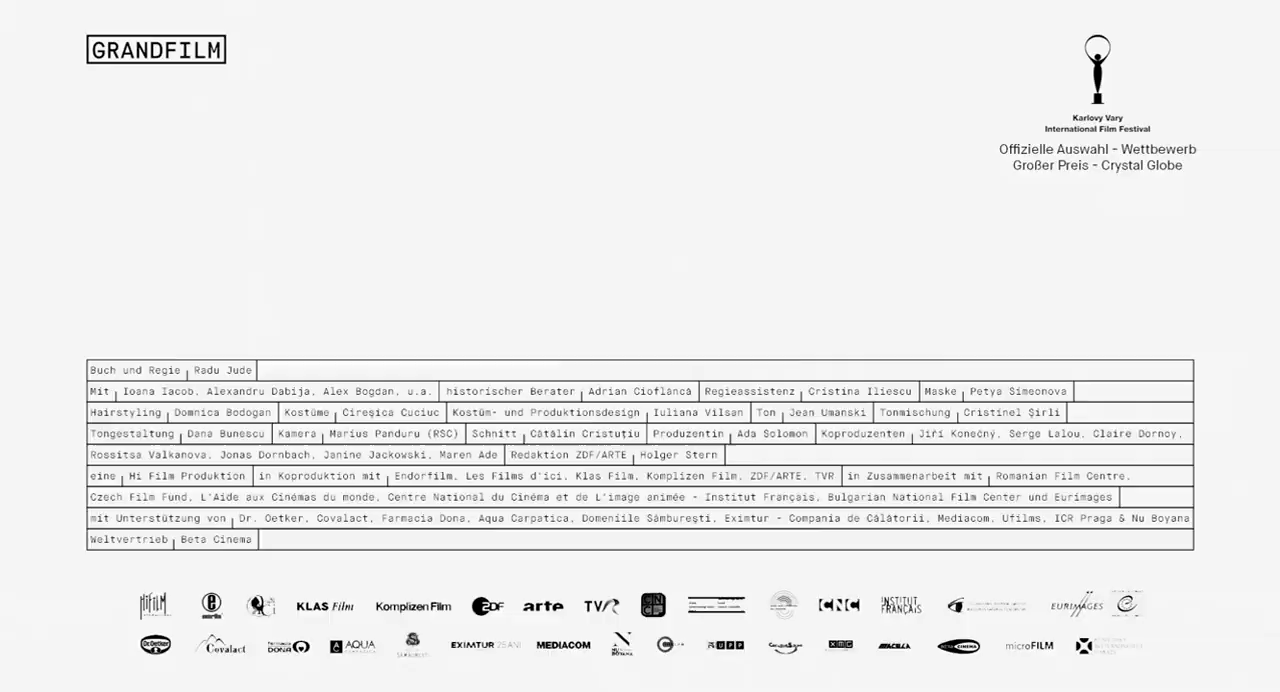 GRANDFILM
Karlovy Vary
International Film Festival
Offizielle Auswahl - Wettbewerb
Großer Preis - Crystal Globe
Buch und Regie Radu Jude
Mit Ioana Iacob, Alexandru Dabija, Alex Bogdan, u.a. historischer Berater Adrian Cioflâncă Regieassistenz Cristina Iliescu Maske Petya Simeonova
Hairstyling Domnica Bodogan Kostüme Cireşica Cuciuc Kostüm- und Produktionsdesign Iuliana Vîlsan Ton Jean Umanski Tonmischung Cristinel Şirli
Tongestaltung Dana Bunescu Kamera Marius Panduru (RSC) Schnitt Cătălin Cristuţiu Produzentin Ada Solomon Koproduzenten Jiří Konečný, Serge Lalou, Claire Dornoy,
Rossitsa Valkanova, Jonas Dornbach, Janine Jackowski, Maren Ade Redaktion ZDF/ARTE Holger Stern
eine Hi Film Produktion in Koproduktion mit Endorfilm, Les Films d'ici, Klas Film, Komplizen Film, ZDF/ARTE, TVR in Zusammenarbeit mit Romanian Film Centre,
Czech Film Fund, L'Aide aux Cinémas du monde, Centre National du Cinéma et de L'image animée - Institut Français, Bulgarian National Film Center und Eurimages
mit Unterstützung von Dr. Oetker, Covalact, Farmacia Dona, Aqua Carpatica, Domeniile Sâmbureşti, Eximtur - Compania de Călătorii, Mediacom, Ufilms, ICR Praga & Nu Boyana
Weltvertrieb Beta Cinema
HIFILM KLAS Film Komplizen Film ZDF arte TVR CNC INSTITUT FRANÇAIS EURIMAGES
Dr.Oetker Covalact DONA AQUA EXIMTUR 25ANI MEDIACOM NU BOYANA UPP microFILM